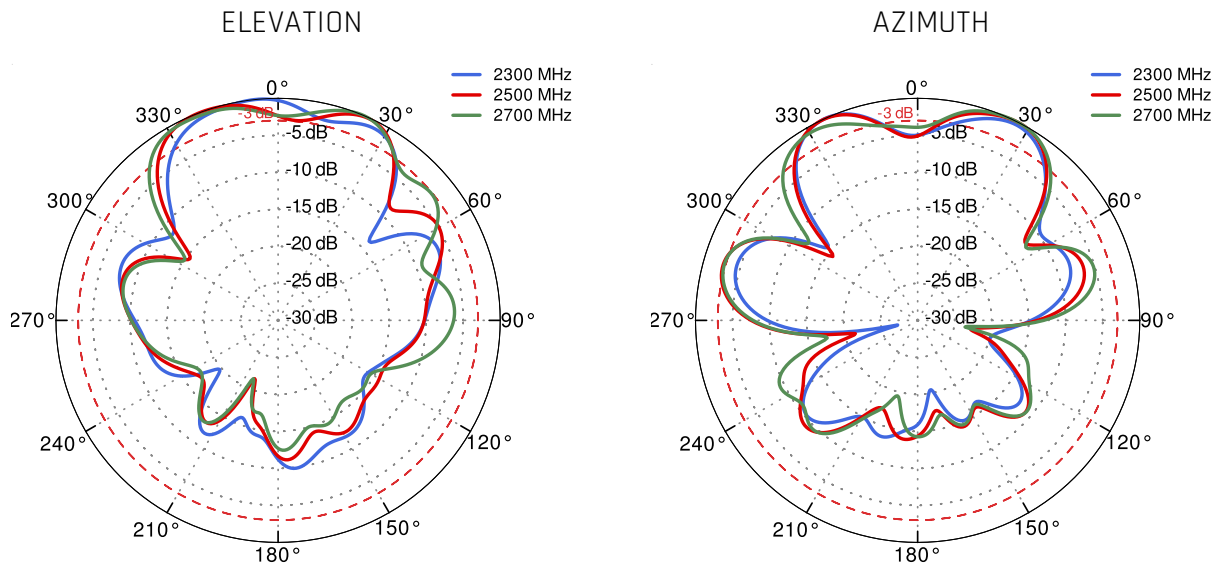 ELEVATION
2300 MHz
2500 MHz
2700 MHz
0°
330°
30°
300°
60°
270°
90°
240°
120°
210°
150°
180°
-3 dB
-5 dB
-10 dB
-15 dB
-20 dB
-25 dB
-30 dB
AZIMUTH
2300 MHz
2500 MHz
2700 MHz
0°
330°
30°
300°
60°
270°
90°
240°
120°
210°
150°
180°
-3 dB
-5 dB
-10 dB
-15 dB
-20 dB
-25 dB
-30 dB